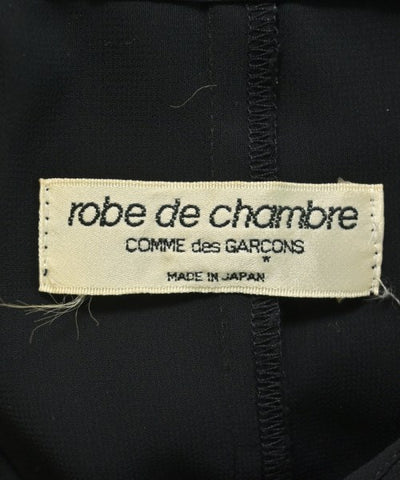 robe de chambre
COMME des GARCONS
*
MADE IN JAPAN